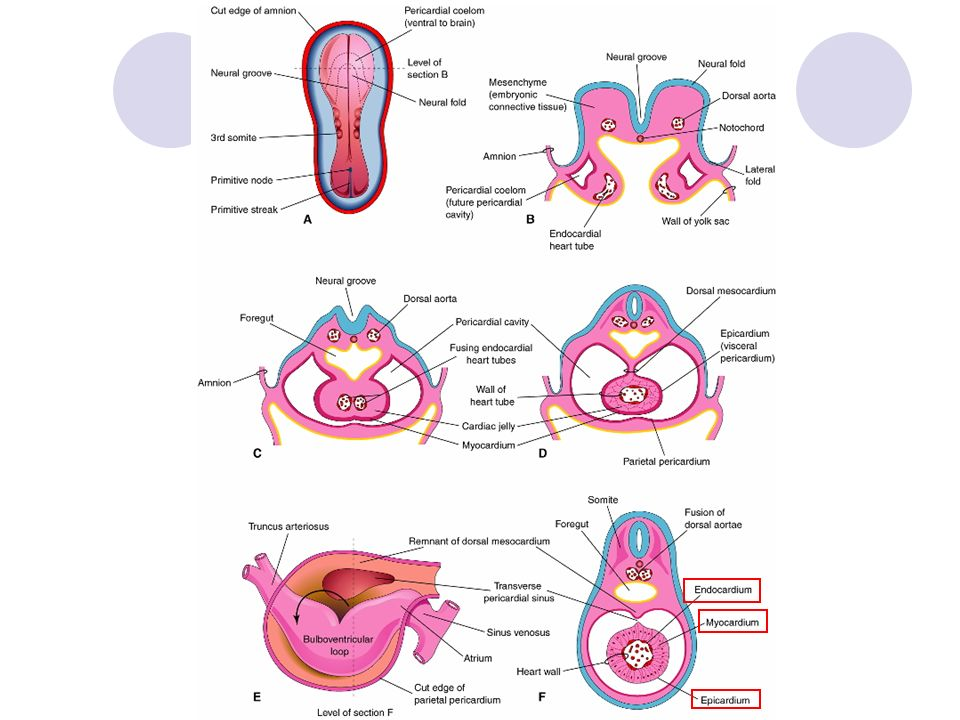 Cut edge of amnion
Pericardial coelom
(ventral to brain)
Level of
section B
Neural groove
Neural fold
3rd somite
Primitive node
Primitive streak
A
Neural groove
Neural fold
Mesenchyme
(embryonic
connective tissue)
Dorsal aorta
Notochord
Amnion
Lateral
fold
Pericardial coelom
(future pericardial
cavity)
B
Wall of yolk sac
Endocardial
heart tube
Neural groove
Dorsal aorta
Foregut
Pericardial cavity
Fusing endocardial
heart tubes
Amnion
Wall of
heart tube
Cardiac jelly
Myocardium
C
Dorsal mesocardium
Epicardium
(visceral
pericardium)
D
Parietal pericardium
Truncus arteriosus
Remnant of dorsal mesocardium
Transverse
pericardial sinus
Sinus venosus
Bulboventricular
loop
Atrium
Cut edge of
parietal pericardium
E
Level of section F
Somite
Foregut
Fusion of
dorsal aortae
Endocardium
Myocardium
Heart wall
F
Epicardium